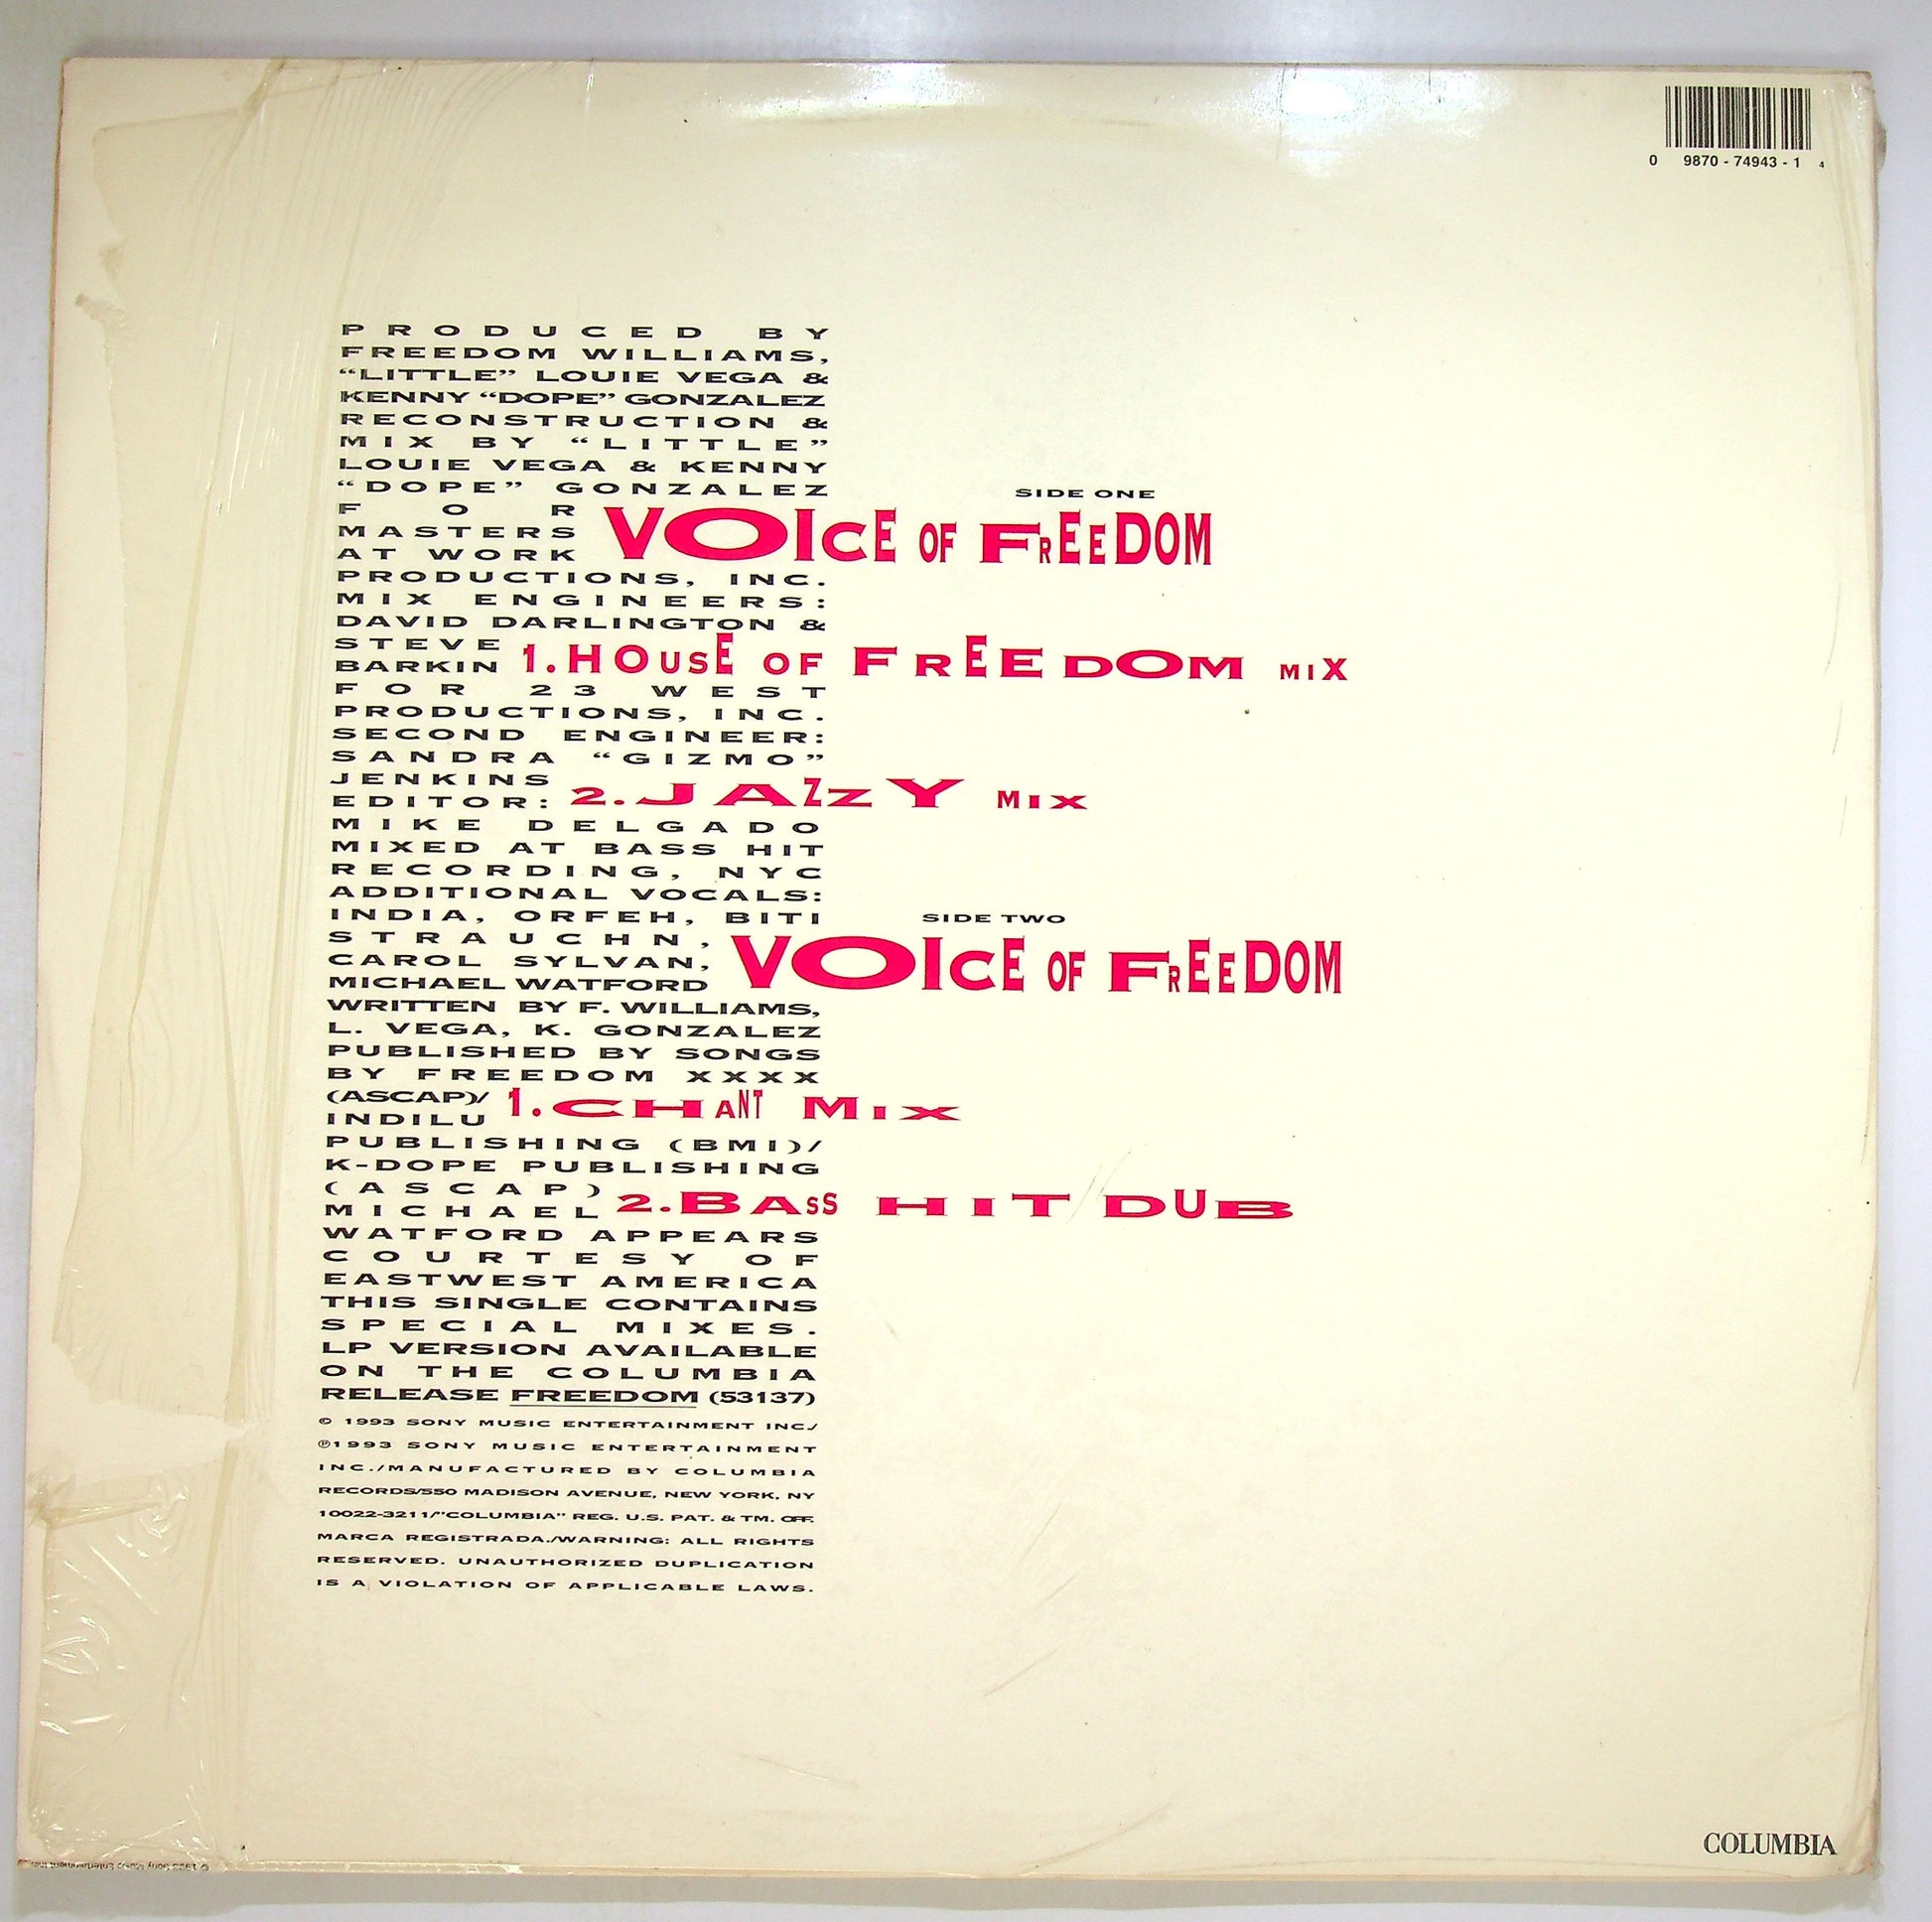 0 9870 - 74943 - 1 4
PRODUCED BY
FREEDOM WILLIAMS,
“LITTLE” LOUIE VEGA &
KENNY “DOPE” GONZALEZ
RECONSTRUCTION &
MIX BY “LITTLE”
LOUIE VEGA & KENNY
“DOPE” GONZALEZ
FOR
MASTERS
AT WORK
PRODUCTIONS, INC.
MIX ENGINEERS:
DAVID DARLINGTON &
STEVE
BARKIN
FOR 23 WEST
PRODUCTIONS, INC.
SECOND ENGINEER:
SANDRA “GIZMO”
JENKINS
EDITOR:
MIKE DELGADO
MIXED AT BASS HIT
RECORDING, NYC
ADDITIONAL VOCALS:
INDIA, ORFEH, BITI
STRAUCHN,
CAROL SYLVAN,
MICHAEL WATFORD
WRITTEN BY F. WILLIAMS,
L. VEGA, K. GONZALEZ
PUBLISHED BY SONGS
BY FREEDOM XXXX
(ASCAP)/
INDILU
PUBLISHING (BMI)/
K-DOPE PUBLISHING
(ASCAP)
MICHAEL
WATFORD APPEARS
COURTESY OF
EASTWEST AMERICA
THIS SINGLE CONTAINS
SPECIAL MIXES.
LP VERSION AVAILABLE
ON THE COLUMBIA
RELEASE FREEDOM (53137)
© 1993 SONY MUSIC ENTERTAINMENT INC./
℗1993 SONY MUSIC ENTERTAINMENT
INC./MANUFACTURED BY COLUMBIA
RECORDS/550 MADISON AVENUE, NEW YORK, NY
10022-3211/"COLUMBIA" REG. U.S. PAT. & TM. OFF.
MARCA REGISTRADA./WARNING: ALL RIGHTS
RESERVED. UNAUTHORIZED DUPLICATION
IS A VIOLATION OF APPLICABLE LAWS.
SIDE ONE
VOICE OF FREEDOM
1. HOUSE OF FREEDOM MIX
2. JAZZY MIX
SIDE TWO
VOICE OF FREEDOM
1. CHANT MIX
2. BASS HIT DUB
COLUMBIA
© 1993 Sony Music Entertainment Inc.